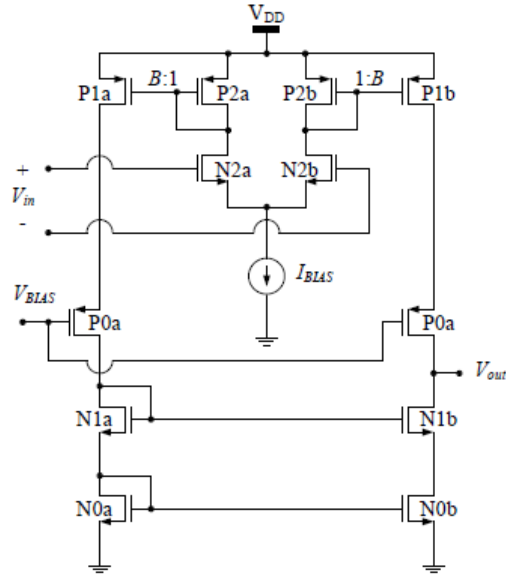 V_DD
P1a B:1 P2a P2b 1:B P1b
+
V_in
-
N2a N2b
I_BIAS
V_BIAS
P0a P0a
V_out
N1a N1b
N0a N0b